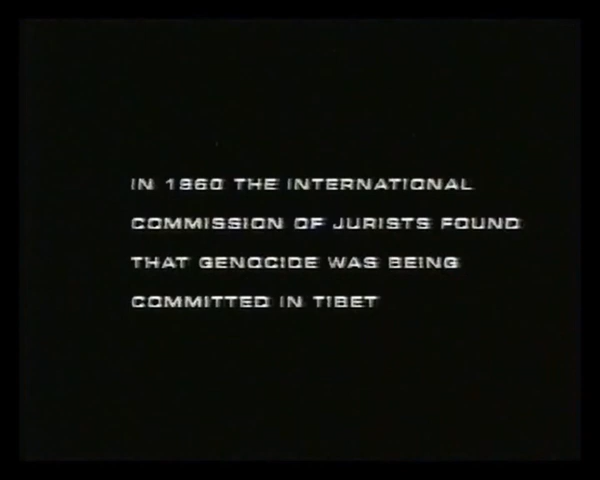 IN 1960 THE INTERNATIONAL
COMMISSION OF JURISTS FOUND
THAT GENOCIDE WAS BEING
COMMITTED IN TIBET